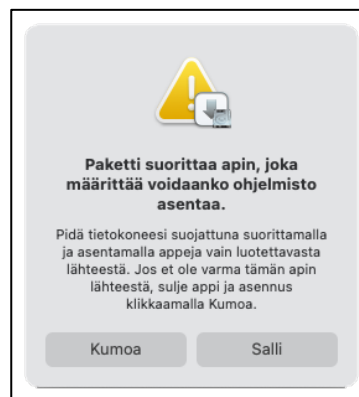 Paketti suorittaa apin, joka
määrittää voidaanko ohjelmisto
asentaa.
Pidä tietokoneesi suojattuna suorittamalla
ja asentamalla appeja vain luotettavasta
lähteestä. Jos et ole varma tämän apin
lähteestä, sulje appi ja asennus
klikkaamalla Kumoa.
Kumoa
Salli